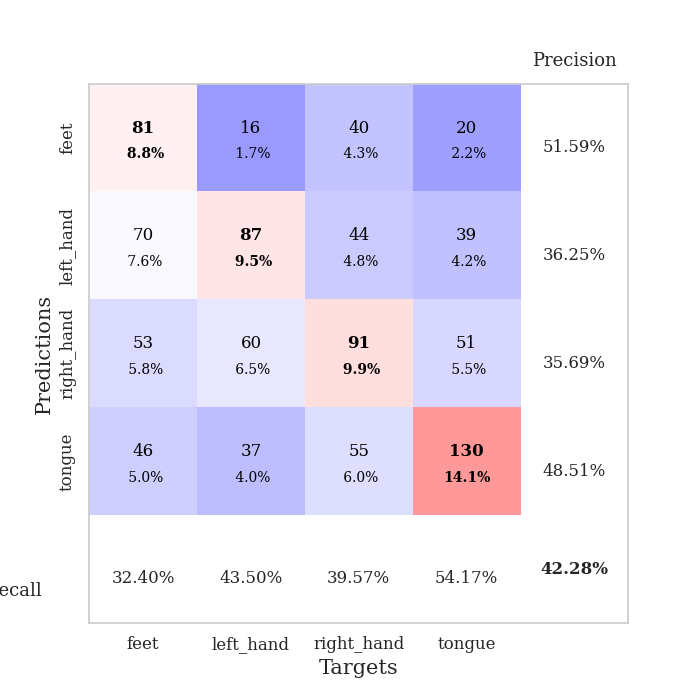 Precision
feet
81 16 40 20
8.8% 1.7% 4.3% 2.2%
51.59%
left_hand
70 87 44 39
7.6% 9.5% 4.8% 4.2%
36.25%
right_hand
53 60 91 51
5.8% 6.5% 9.9% 5.5%
35.69%
tongue
46 37 55 130
5.0% 4.0% 6.0% 14.1%
48.51%
Predictions
ecall
32.40% 43.50% 39.57% 54.17% 42.28%
feet left_hand right_hand tongue
Targets